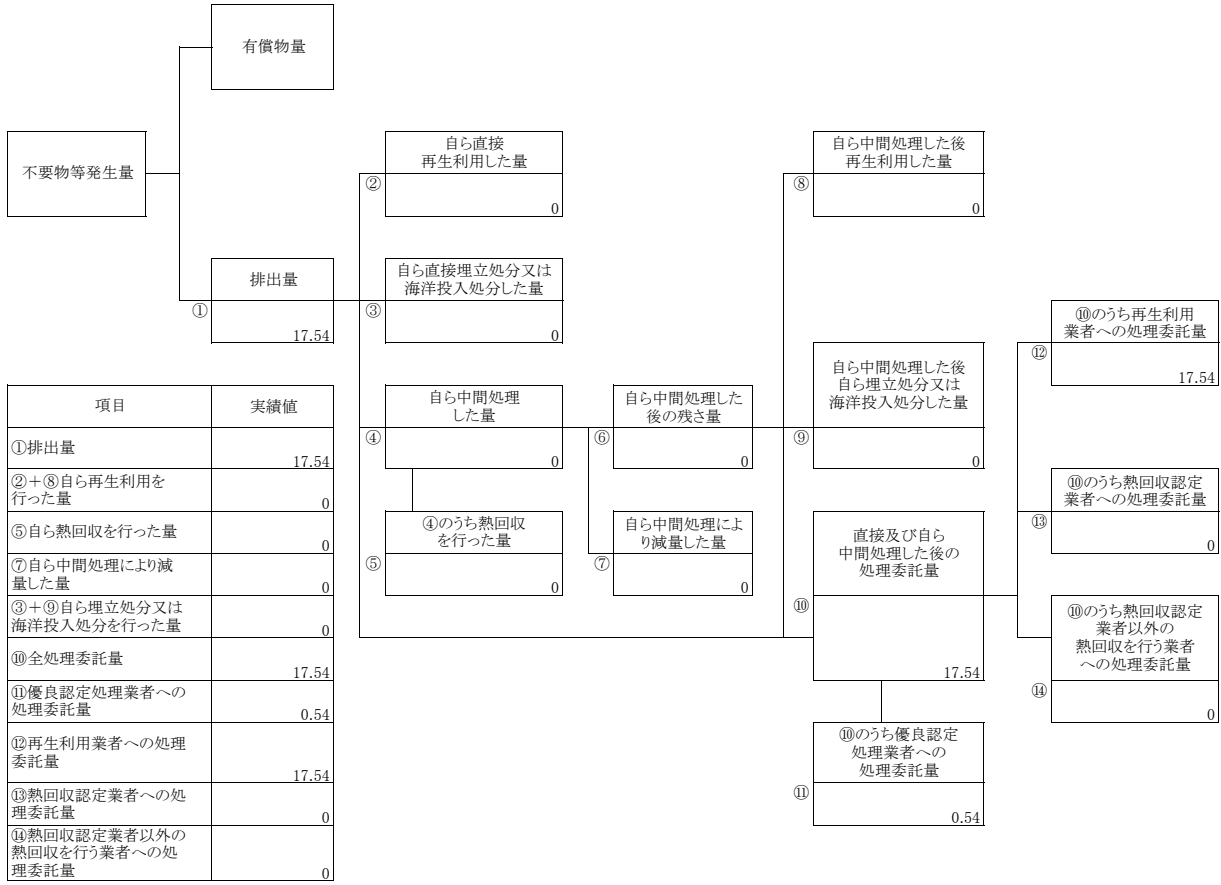 有償物量
不要物等発生量
自ら直接
再生利用した量
②
0
自ら中間処理した後
再生利用した量
⑧
0
排出量
①
17.54
自ら直接埋立処分又は
海洋投入処分した量
③
0
自ら中間処理
した量
④
0
④のうち熱回収
を行った量
⑤
0
自ら中間処理した
後の残さ量
⑥
0
自ら中間処理によ
り減量した量
⑦
0
自ら中間処理した後
自ら埋立処分又は
海洋投入処分した量
⑨
0
直接及び自ら
中間処理した後の
処理委託量
⑩
17.54
⑩のうち優良認定
処理業者への
処理委託量
⑪
0.54
⑩のうち再生利用
業者への処理委託量
⑫
17.54
⑩のうち熱回収認定
業者への処理委託量
⑬
0
⑩のうち熱回収認定
業者以外の
熱回収を行う業者
への処理委託量
⑭
0
項目 実績値
①排出量
17.54
②＋⑧自ら再生利用を
行った量
0
⑤自ら熱回収を行った量
0
⑦自ら中間処理により減
量した量
0
③＋⑨自ら埋立処分又は
海洋投入処分を行った量
0
⑩全処理委託量
17.54
⑪優良認定処理業者への
処理委託量
0.54
⑫再生利用業者への処理
委託量
17.54
⑬熱回収認定業者への処
理委託量
0
⑭熱回収認定業者以外の
熱回収を行う業者への処
理委託量
0